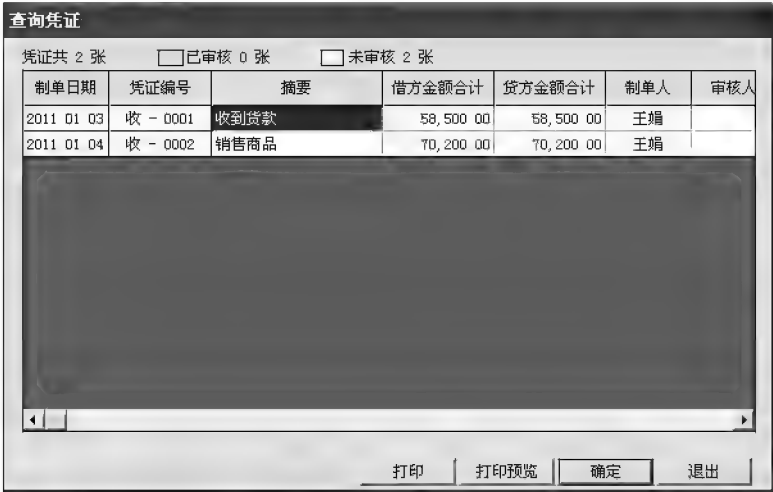 查询凭证
凭证共 2 张 已审核 0 张 未审核 2 张
制单日期 凭证编号 摘要 借方金额合计 贷方金额合计 制单人 审核人
2011 01 03 收 - 0001 收到货款 58,500 00 58,500 00 王娟
2011 01 04 收 - 0002 销售商品 70,200 00 70,200 00 王娟
打印 打印预览 确定 退出